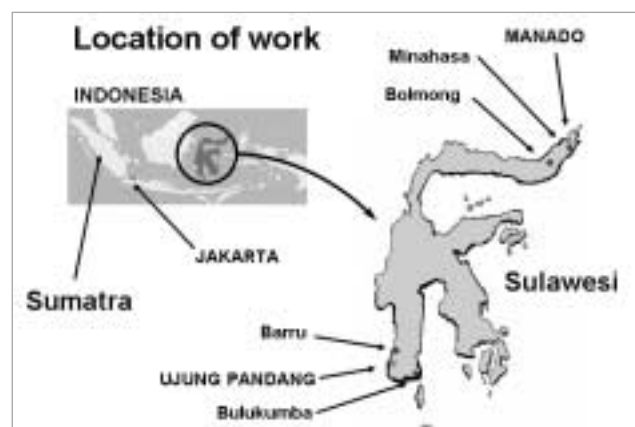 Location of work
MANADO
Minahasa
Bolmong
INDONESIA
JAKARTA
Sumatra
Sulawesi
Barru
UJUNG PANDANG
Bulukumba